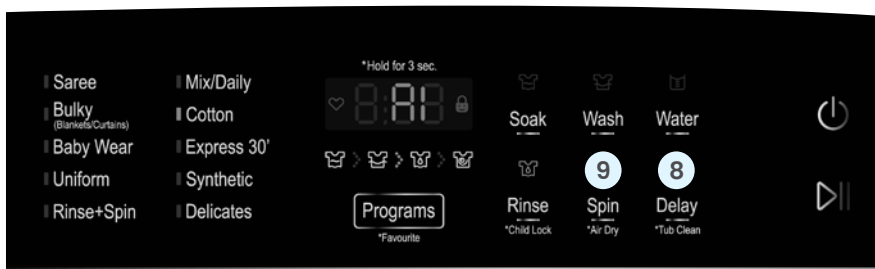 *Hold for 3 sec.
Saree
Mix/Daily
Bulky
(Blankets/Curtains)
Cotton
AI
Soak
Wash
Water
Baby Wear
Express 30'
Uniform
Synthetic
9
8
Rinse+Spin
Delicates
Programs
*Favourite
Rinse
*Child Lock
Spin
*Air Dry
Delay
*Tub Clean